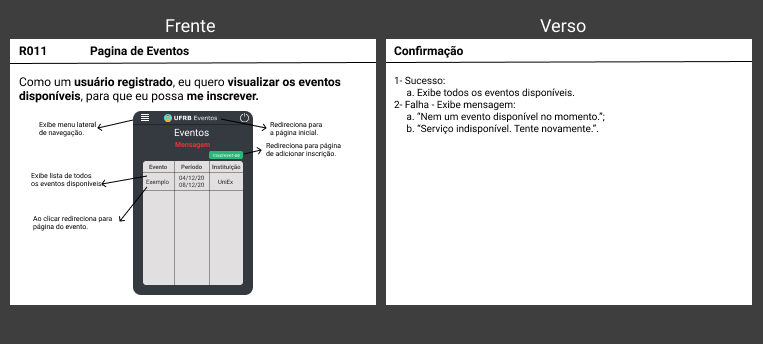 Frente
R011 Pagina de Eventos
Como um usuário registrado, eu quero visualizar os eventos
disponíveis, para que eu possa me inscrever.
Exibe menu lateral
de navegação.
UFRB Eventos
Redireciona para
a página inicial.
Eventos
Mensagem
Redireciona para página
de adicionar inscrição.
Inscrever-se
Evento Período Instituição
Exibe lista de todos
os eventos disponíveis.
Exemplo
04/12/20
08/12/20
UniEx
Ao clicar redireciona para
página do evento.
Verso
Confirmação
1- Sucesso:
a. Exibe todos os eventos disponíveis.
2- Falha - Exibe mensagem:
a. “Nem um evento disponível no momento.”;
b. “Serviço indisponível. Tente novamente.”.